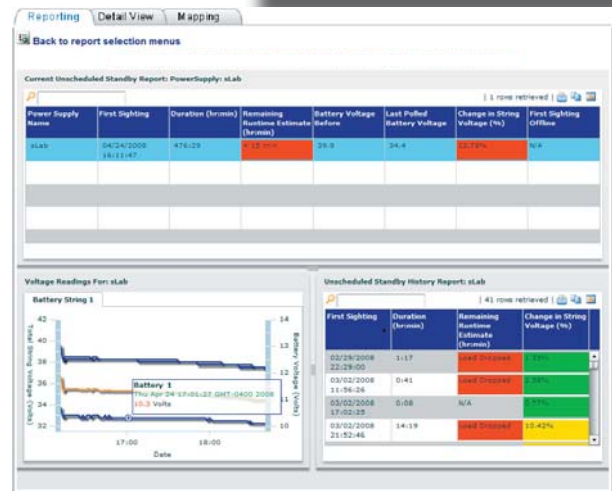 Reporting
Detail View
Mapping
Back to report selection menus
Current Unscheduled Standby Report: PowerSupply: sLab
1 rows retrieved
Power Supply Name
First Sighting
Duration (hr:min)
Remaining Runtime Estimate (hr:min)
Battery Voltage Before
Last Polled Battery Voltage
Change in String Voltage (%)
First Sighting Offline
sLab
04/24/2008 16:11:47
476:25
39.8
34.4
N/A
Voltage Readings For: sLab
Battery String 1
Total String Voltage (Volts)
42
40
38
36
34
32
14
13
12
11
10
Battery Voltage (Volts)
Battery 1
Thu Apr 24 17:01:27 GMT-0400 2008
10.3 Volts
17:00
18:00
Date
Unscheduled Standby History Report: sLab
41 rows retrieved
First Sighting
Duration (hr:min)
Remaining Runtime Estimate (hr:min)
Change in String Voltage (%)
02/29/2008 22:29:00
1:17
Load Dropped
03/02/2008 11:56:26
0:41
Load Dropped
03/02/2008 17:02:25
0:08
N/A
03/02/2008 21:52:46
14:19
Load Dropped
10.42%